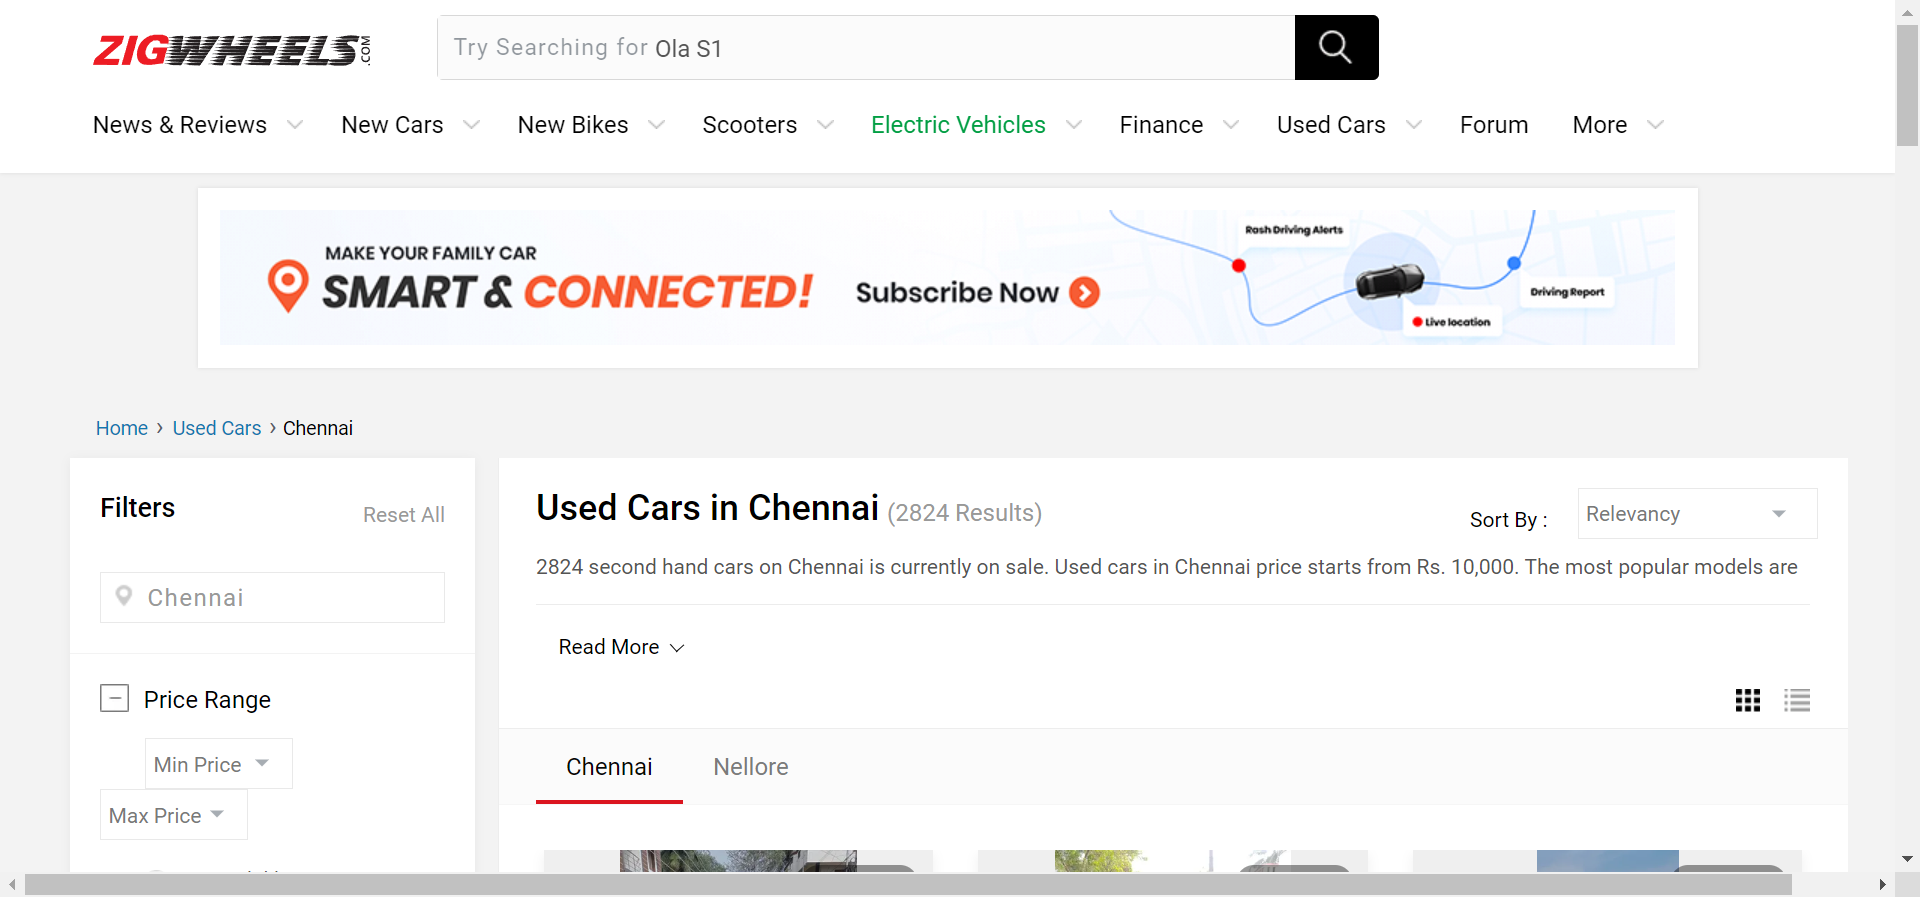 ZIGWHEELS.COM
Try Searching for Ola S1
News & Reviews New Cars New Bikes Scooters Electric Vehicles Finance Used Cars Forum More
MAKE YOUR FAMILY CAR
SMART & CONNECTED!
Subscribe Now
Rash Driving Alerts
Driving Report
Live location
Home › Used Cars › Chennai
Filters
Reset All
Chennai
Price Range
Min Price
Max Price
Used Cars in Chennai (2824 Results)
Sort By :
Relevancy
2824 second hand cars on Chennai is currently on sale. Used cars in Chennai price starts from Rs. 10,000. The most popular models are
Read More
Chennai Nellore